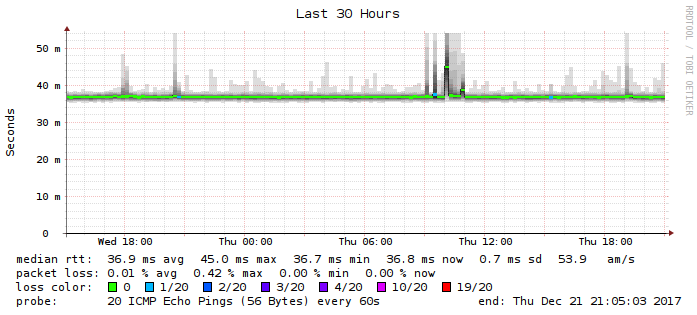 Last 30 Hours
RRDTOOL / TOBI OETIKER
Seconds
50 m
40 m
30 m
20 m
10 m
0
Wed 18:00 Thu 00:00 Thu 06:00 Thu 12:00 Thu 18:00
median rtt: 36.9 ms avg 45.0 ms max 36.7 ms min 36.8 ms now 0.7 ms sd 53.9 am/s
packet loss: 0.01 % avg 0.42 % max 0.00 % min 0.00 % now
loss color: 0 1/20 2/20 3/20 4/20 10/20 19/20
probe: 20 ICMP Echo Pings (56 Bytes) every 60s end: Thu Dec 21 21:05:03 2017